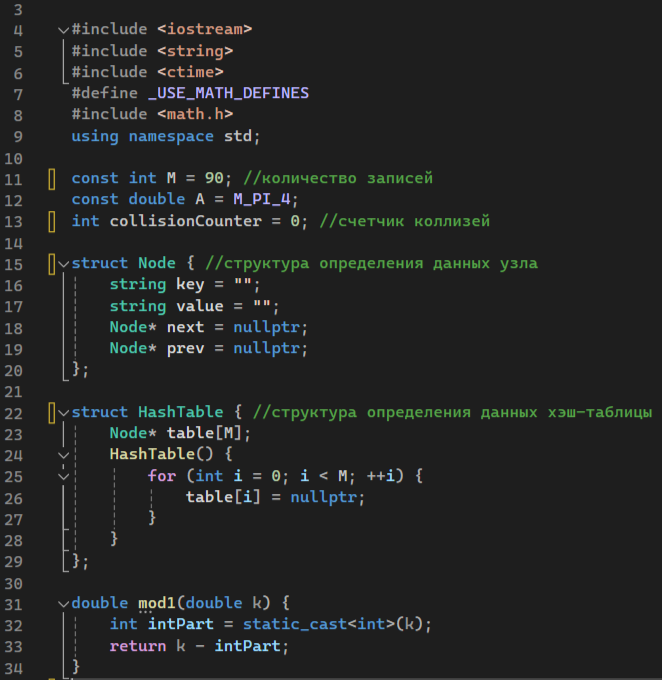 3
4 #include <iostream>
5 #include <string>
6 #include <ctime>
7 #define _USE_MATH_DEFINES
8 #include <math.h>
9 using namespace std;
10
11 const int M = 90; //количество записей
12 const double A = M_PI_4;
13 int collisionCounter = 0; //счетчик коллизей
14
15 struct Node { //структура определения данных узла
16     string key = "";
17     string value = "";
18     Node* next = nullptr;
19     Node* prev = nullptr;
20 };
21
22 struct HashTable { //структура определения данных хэш-таблицы
23     Node* table[M];
24     HashTable() {
25         for (int i = 0; i < M; ++i) {
26             table[i] = nullptr;
27         }
28     }
29 };
30
31 double mod1(double k) {
32     int intPart = static_cast<int>(k);
33     return k - intPart;
34 }